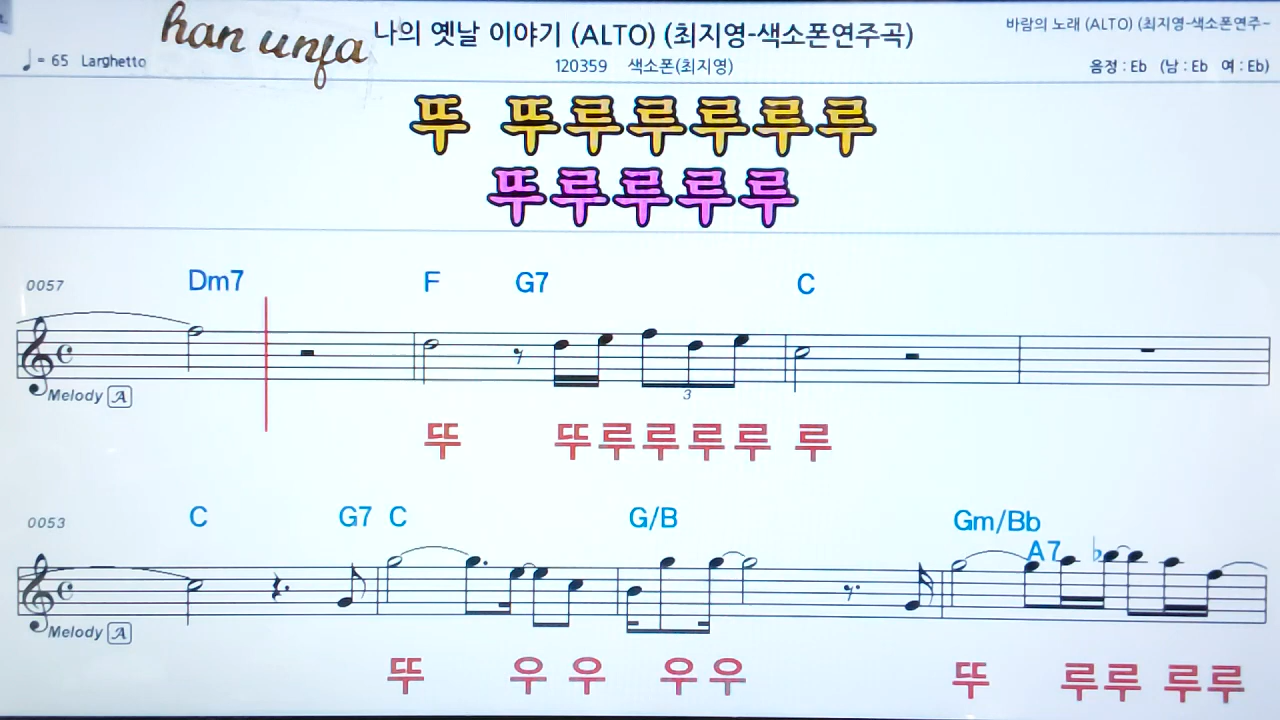 han unfa
나의 옛날 이야기 (ALTO) (최지영-색소폰연주곡)
바람의 노래 (ALTO) (최지영-색소폰연주~
♩= 65 Larghetto
120359 색소폰(최지영)
음정 : Eb (남 : Eb 여 : Eb)
뚜 뚜루루루루루
뚜루루루루
0057 Dm7 F G7 C
Melody A
3
뚜 뚜루루루루 루
0053 C G7 C G/B Gm/Bb
A7
Melody A
뚜 우 우 우 우 뚜 루루 루루